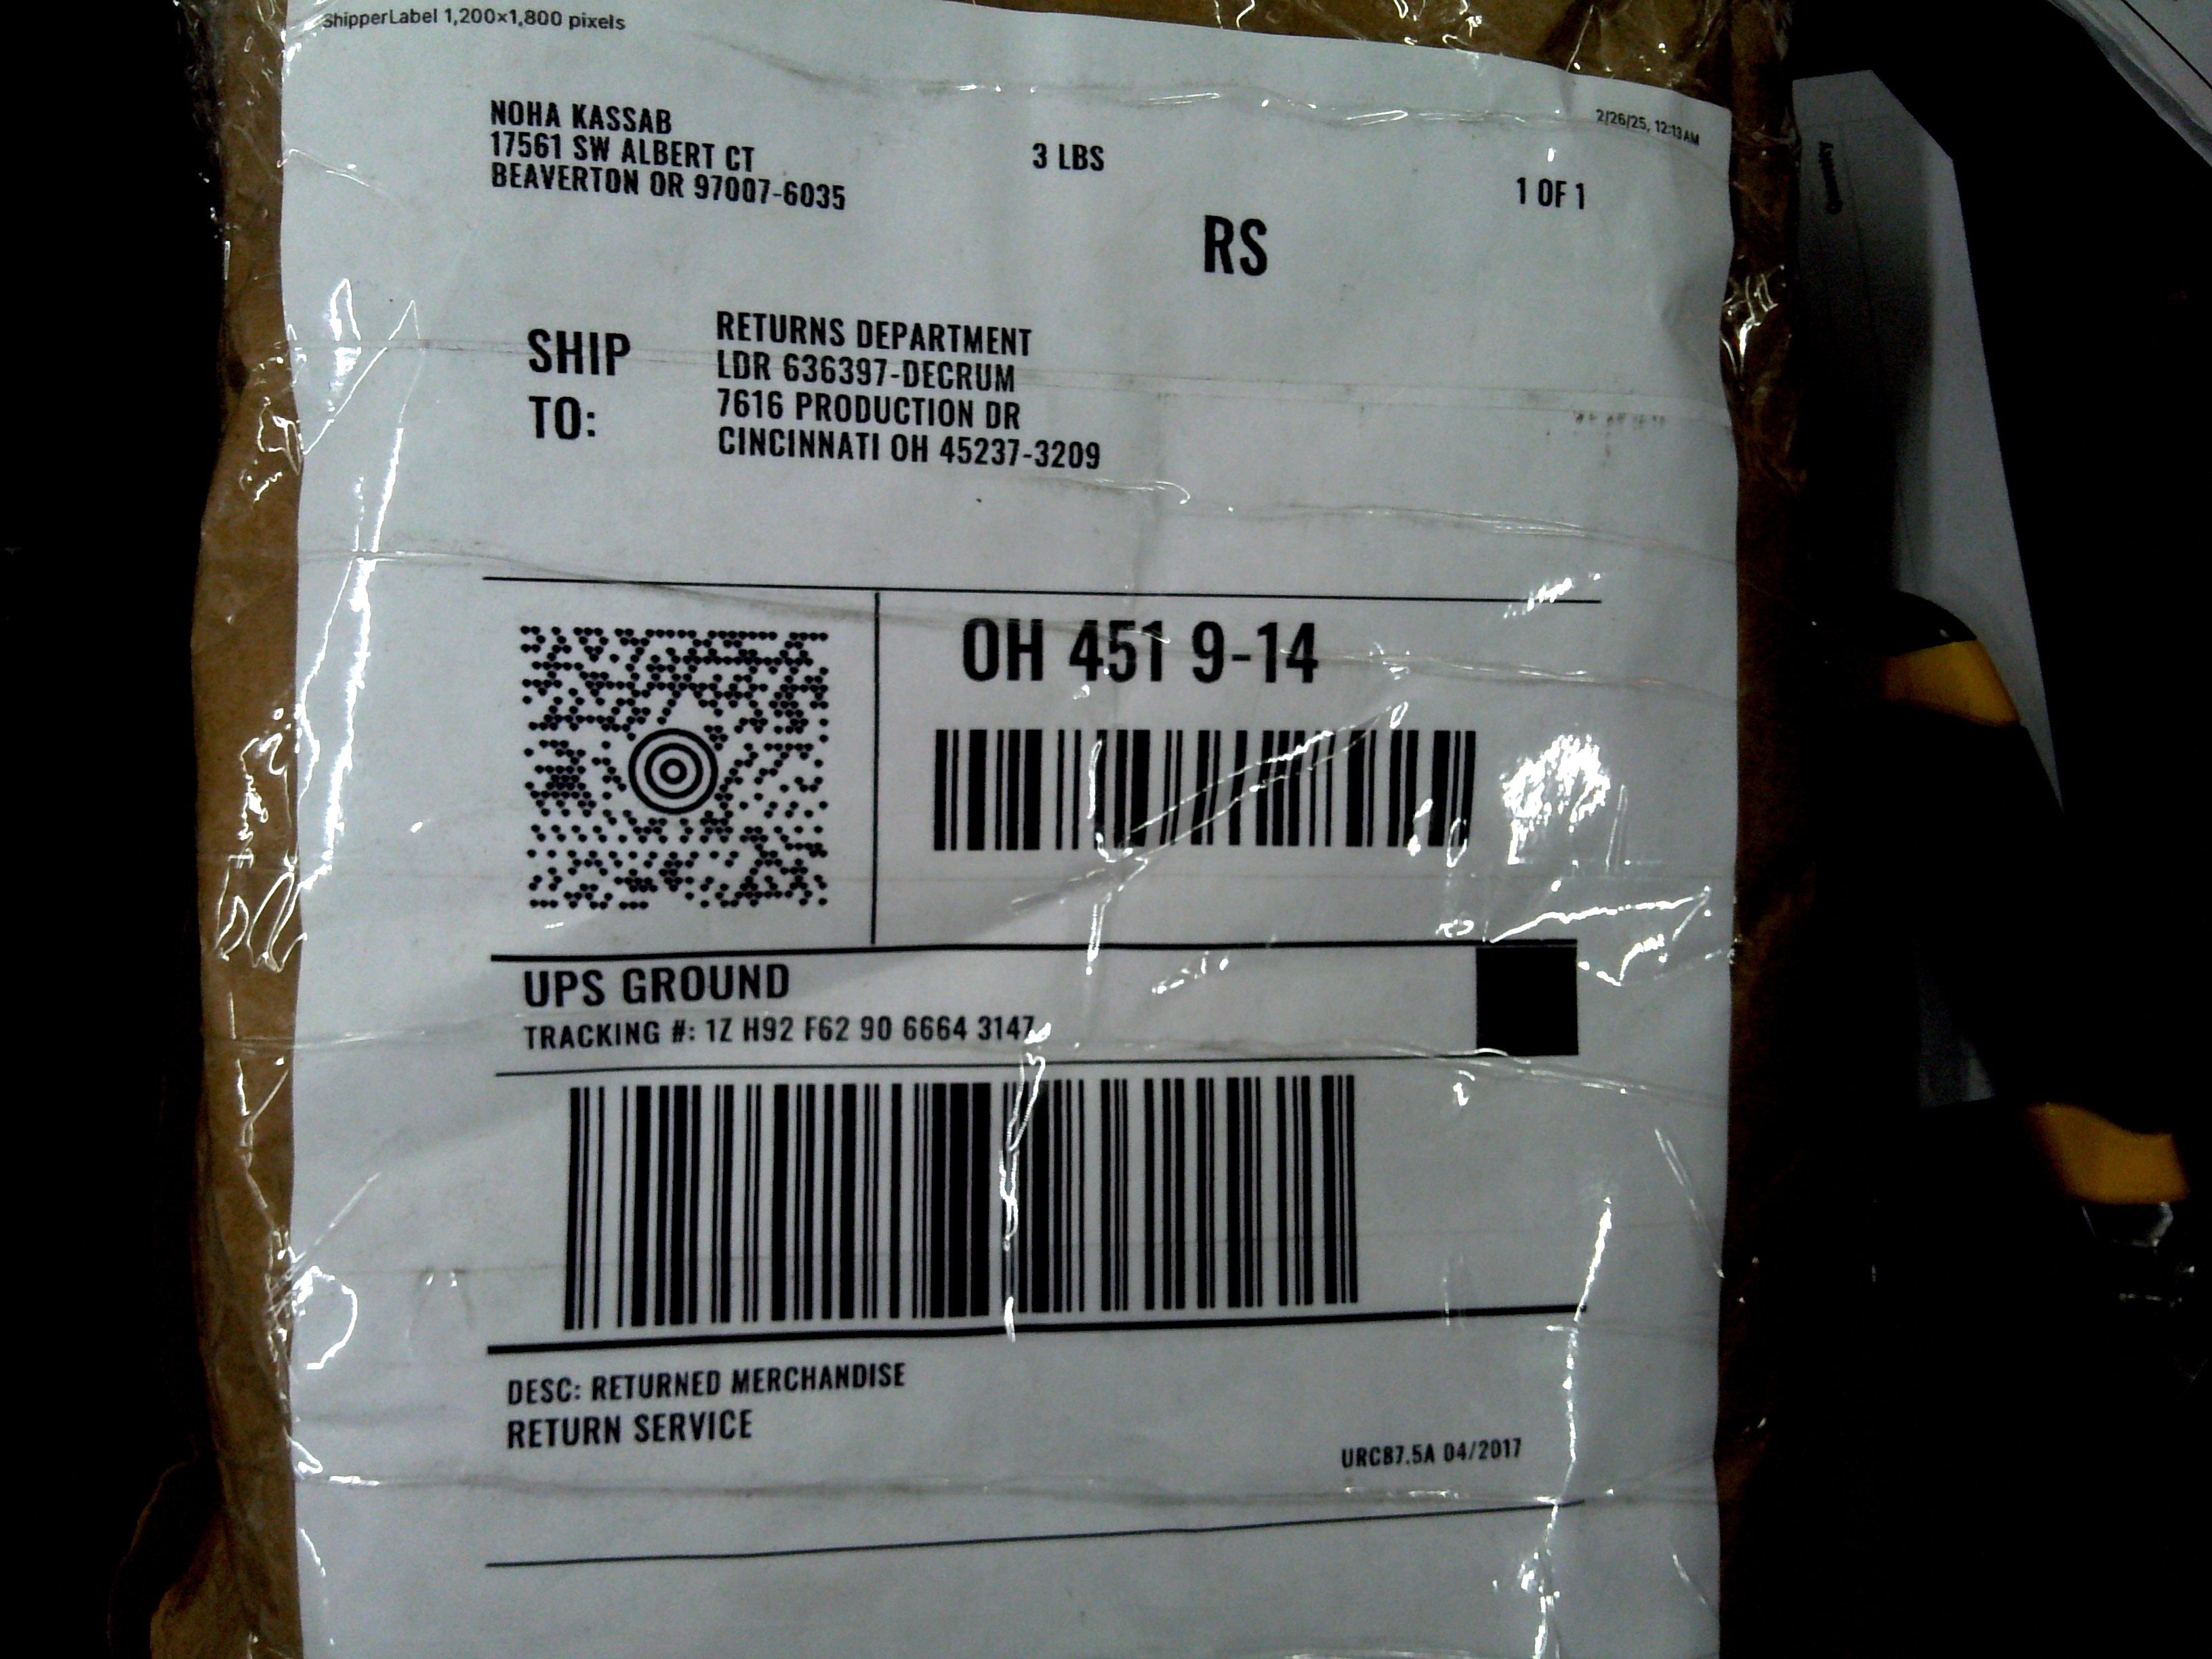 ShipperLabel 1,200×1,800 pixels
2/26/25, 12:13 AM
NOHA KASSAB
17561 SW ALBERT CT
BEAVERTON OR 97007-6035
3 LBS
1 OF 1
RS
SHIP
TO:
RETURNS DEPARTMENT
LDR 636397-DECRUM
7616 PRODUCTION DR
CINCINNATI OH 45237-3209
OH 451 9-14
UPS GROUND
TRACKING #: 1Z H92 F62 90 6664 3147
DESC: RETURNED MERCHANDISE
RETURN SERVICE
URC87.5A 04/2017